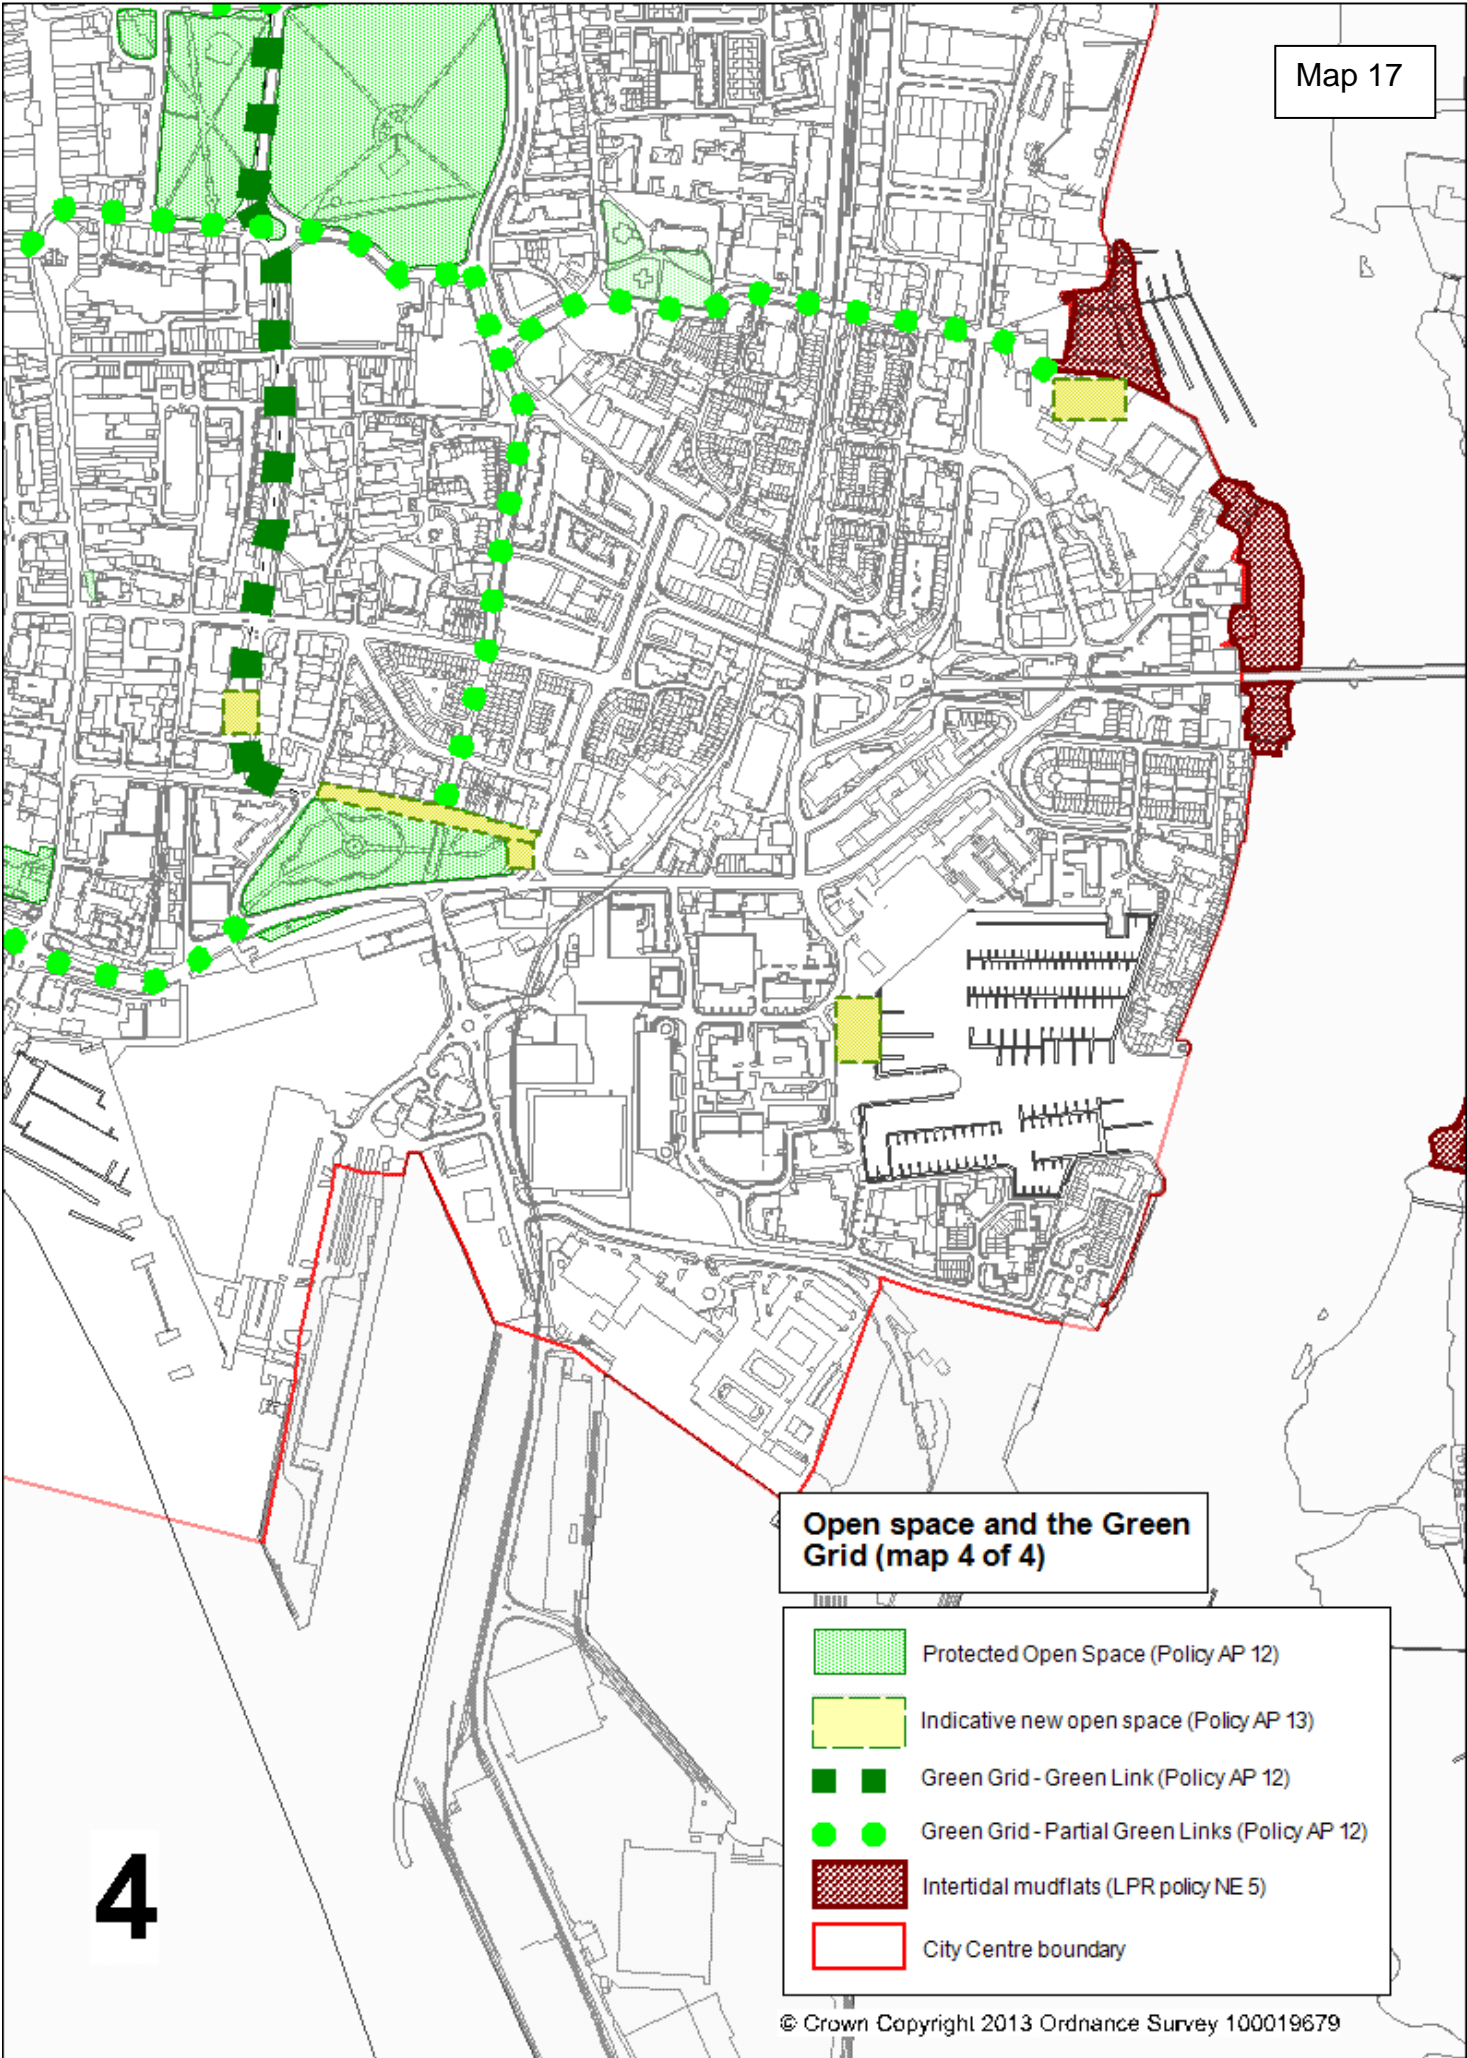 Map 17
Open space and the Green
Grid (map 4 of 4)
Protected Open Space (Policy AP 12)
Indicative new open space (Policy AP 13)
Green Grid - Green Link (Policy AP 12)
Green Grid - Partial Green Links (Policy AP 12)
Intertidal mudflats (LPR policy NE 5)
City Centre boundary
4
© Crown Copyright 2013 Ordnance Survey 100019679